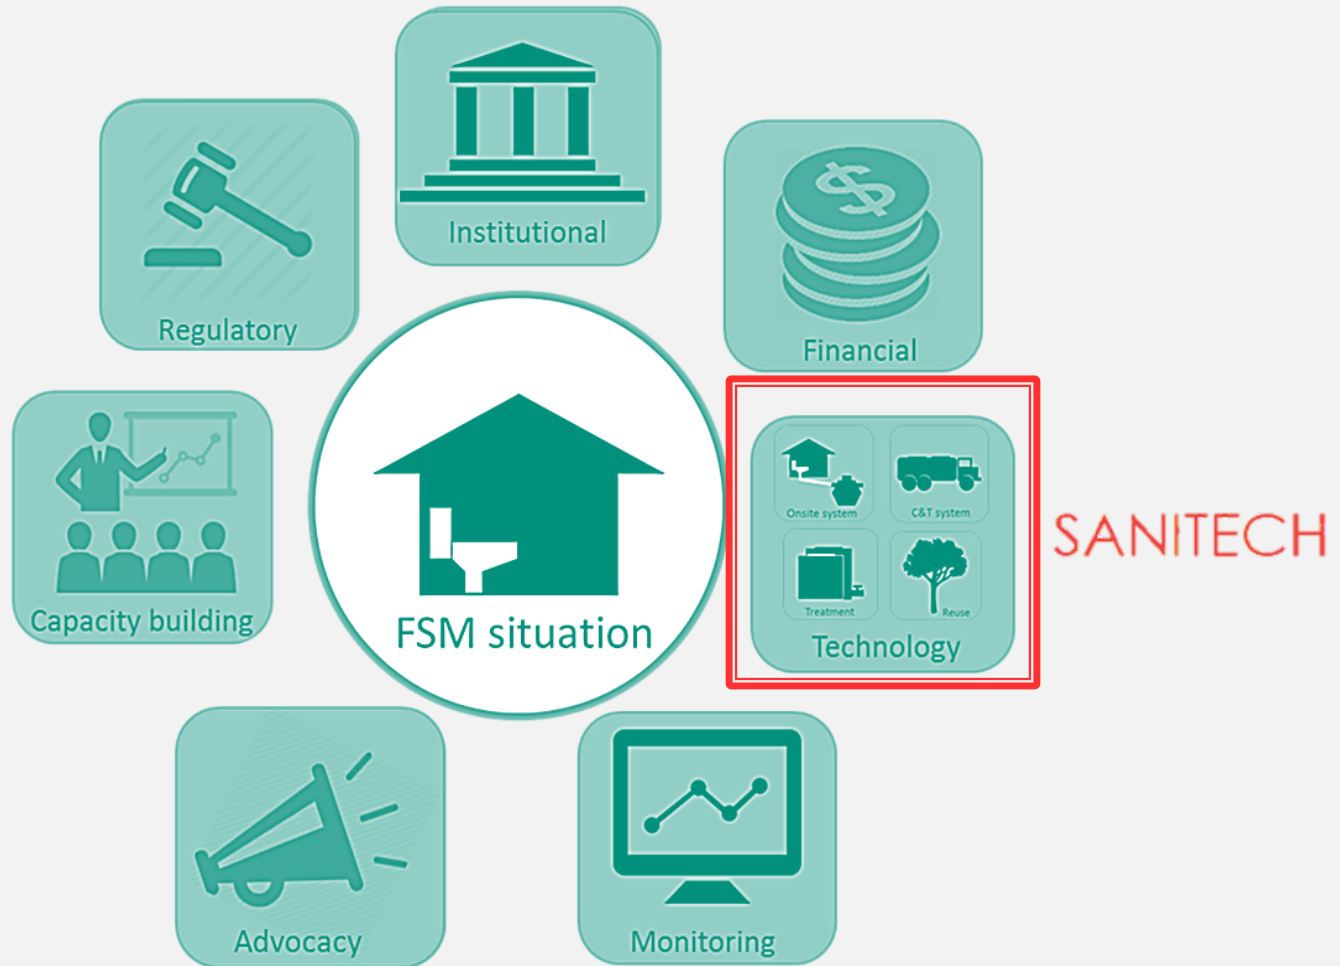 Institutional
Regulatory
Financial
Capacity building
FSM situation
Onsite system
C&T system
Treatment
Reuse
Technology
SANITECH
Advocacy
Monitoring